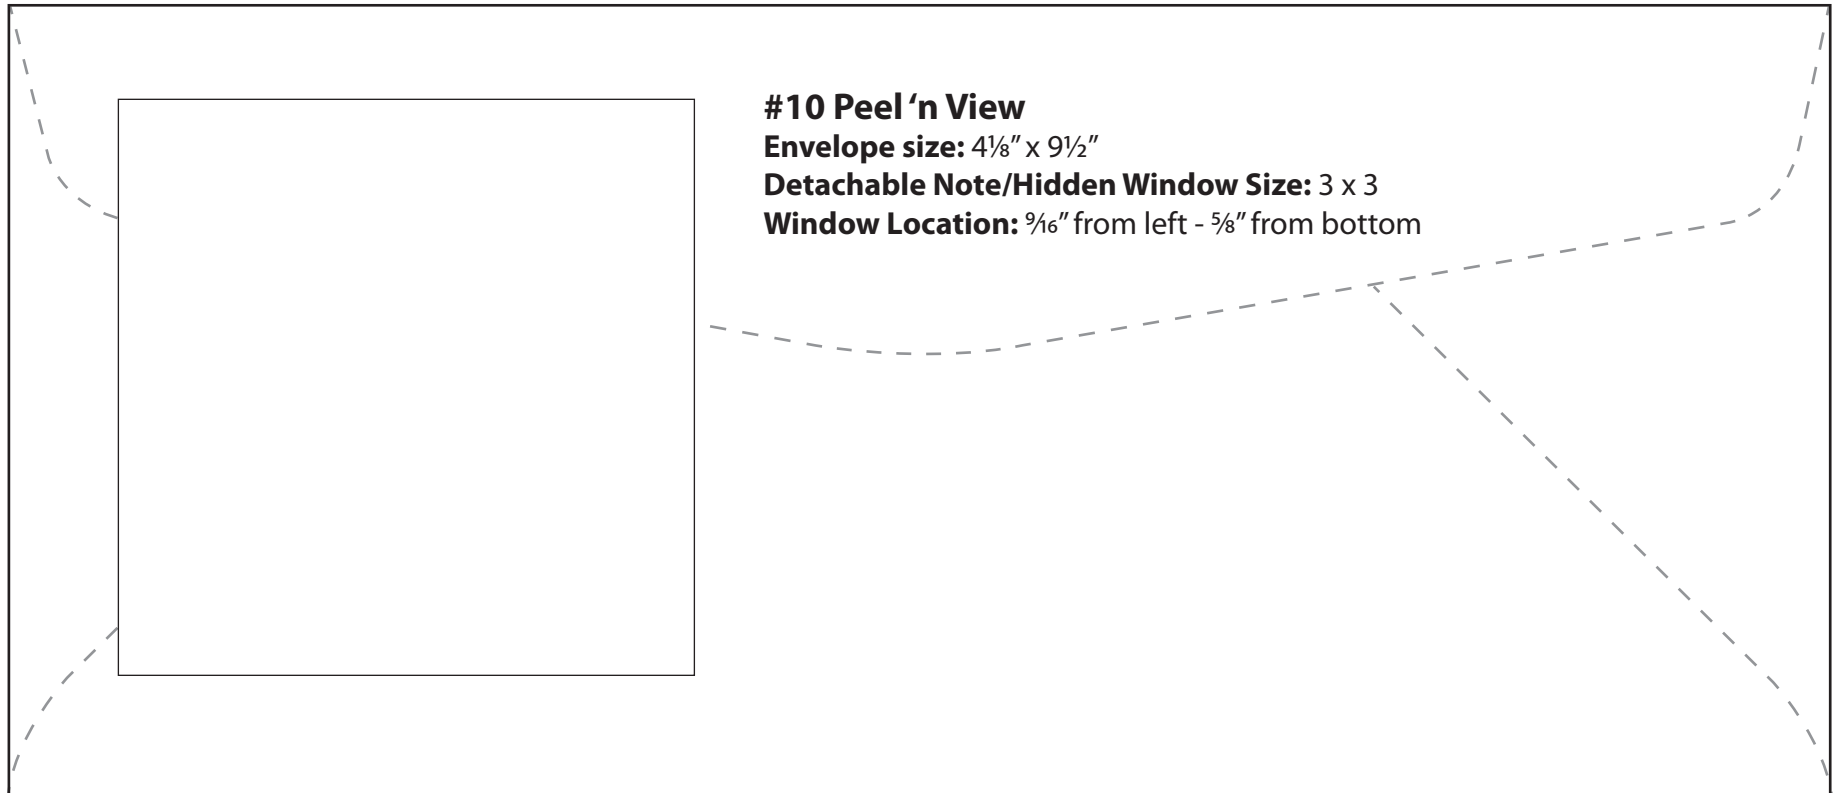 #10 Peel ‘n View
Envelope size: 4⅛” x 9½”
Detachable Note/Hidden Window Size: 3 x 3
Window Location: 9⁄16” from left - ⅝” from bottom